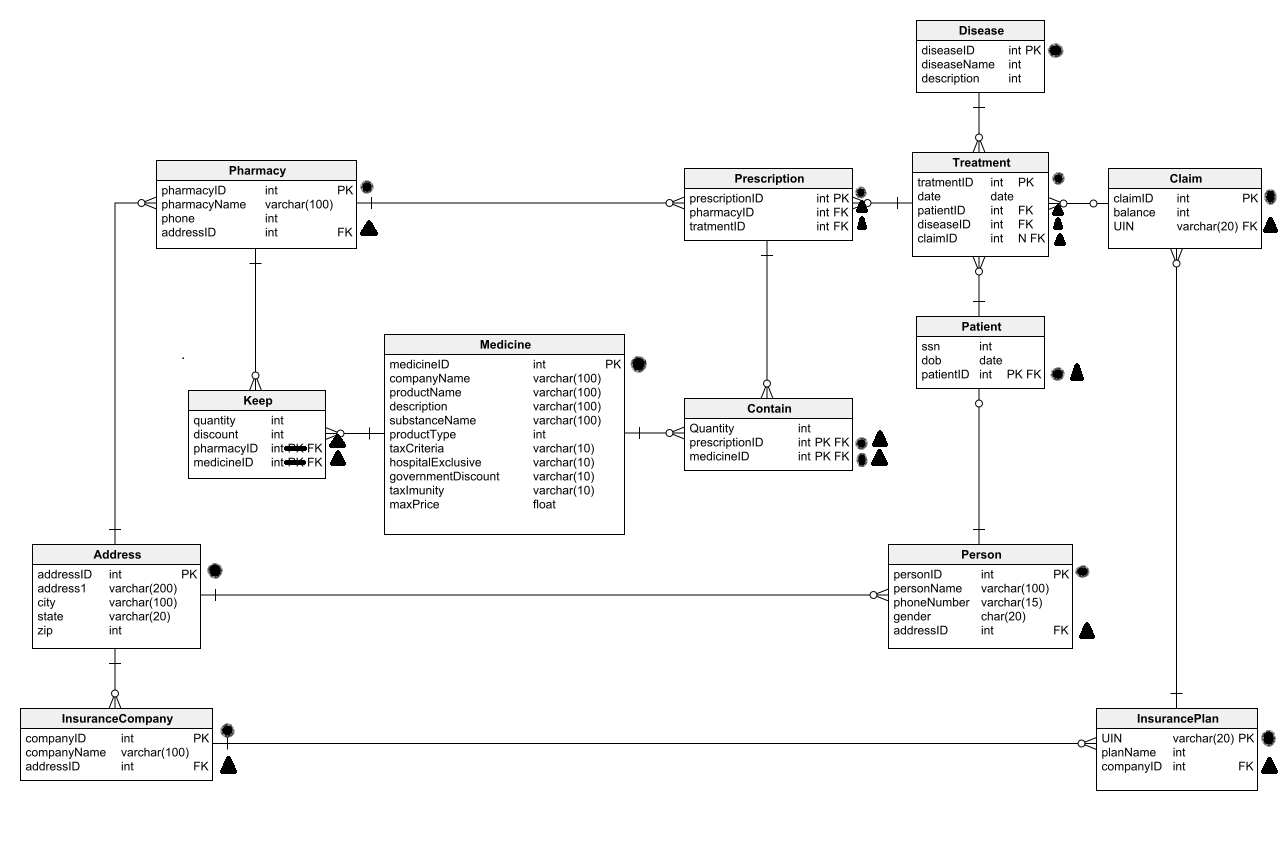 Disease
diseaseID int PK
diseaseName int
description int
Pharmacy
pharmacyID int PK
pharmacyName varchar(100)
phone int
addressID int FK
Prescription
prescriptionID int PK
pharmacyID int FK
tratmentID int FK
Treatment
tratmentID int PK
date date
patientID int FK
diseaseID int FK
claimID int N FK
Claim
claimID int PK
balance int
UIN varchar(20) FK
Patient
ssn int
dob date
patientID int PK FK
Medicine
medicineID int PK
companyName varchar(100)
productName varchar(100)
description varchar(100)
substanceName varchar(100)
productType int
taxCriteria varchar(10)
hospitalExclusive varchar(10)
governmentDiscount varchar(10)
taxImunity varchar(10)
maxPrice float
Keep
quantity int
discount int
pharmacyID int PK FK
medicineID int PK FK
Contain
Quantity int
prescriptionID int PK FK
medicineID int PK FK
Address
addressID int PK
address1 varchar(200)
city varchar(100)
state varchar(20)
zip int
Person
personID int PK
personName varchar(100)
phoneNumber varchar(15)
gender char(20)
addressID int FK
InsuranceCompany
companyID int PK
companyName varchar(100)
addressID int FK
InsurancePlan
UIN varchar(20) PK
planName int
companyID int FK